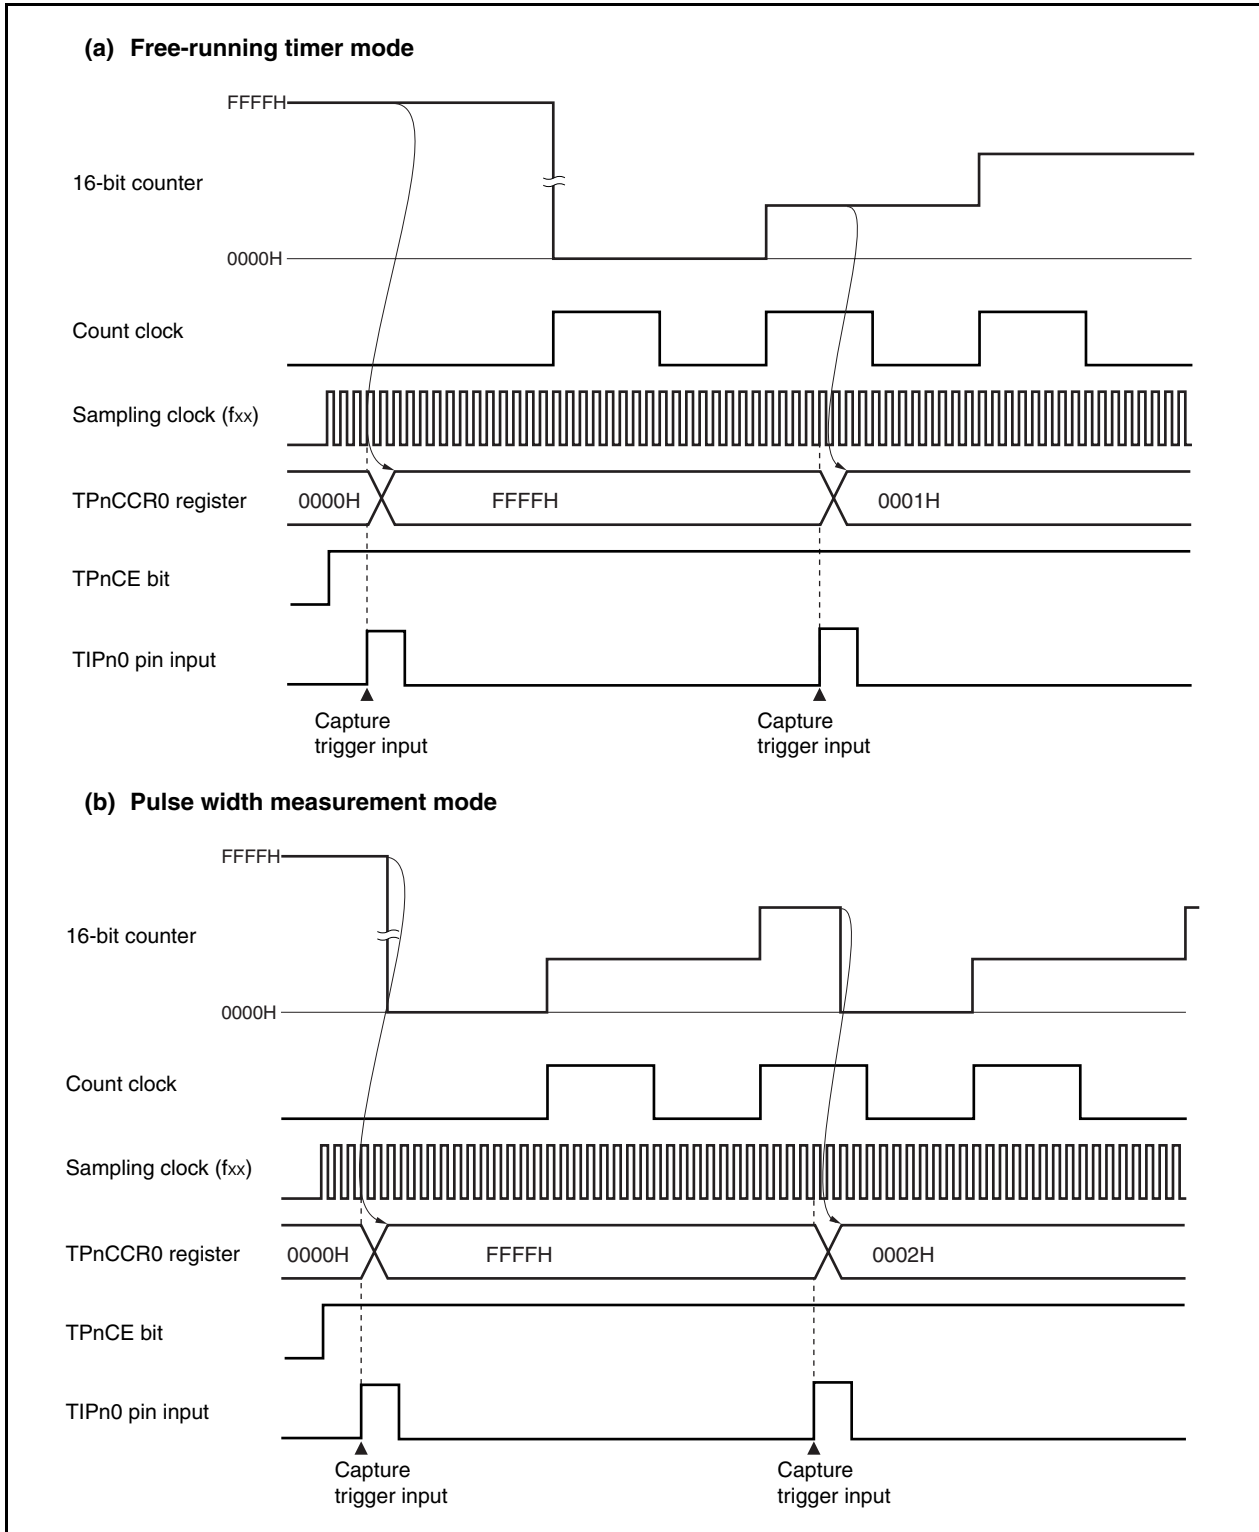 (a) Free-running timer mode
FFFFH
16-bit counter
0000H
Count clock
Sampling clock (fxx)
TPnCCR0 register
0000H
FFFFH
0001H
TPnCE bit
TIPn0 pin input
Capture
trigger input
Capture
trigger input
(b) Pulse width measurement mode
FFFFH
16-bit counter
0000H
Count clock
Sampling clock (fxx)
TPnCCR0 register
0000H
FFFFH
0002H
TPnCE bit
TIPn0 pin input
Capture
trigger input
Capture
trigger input